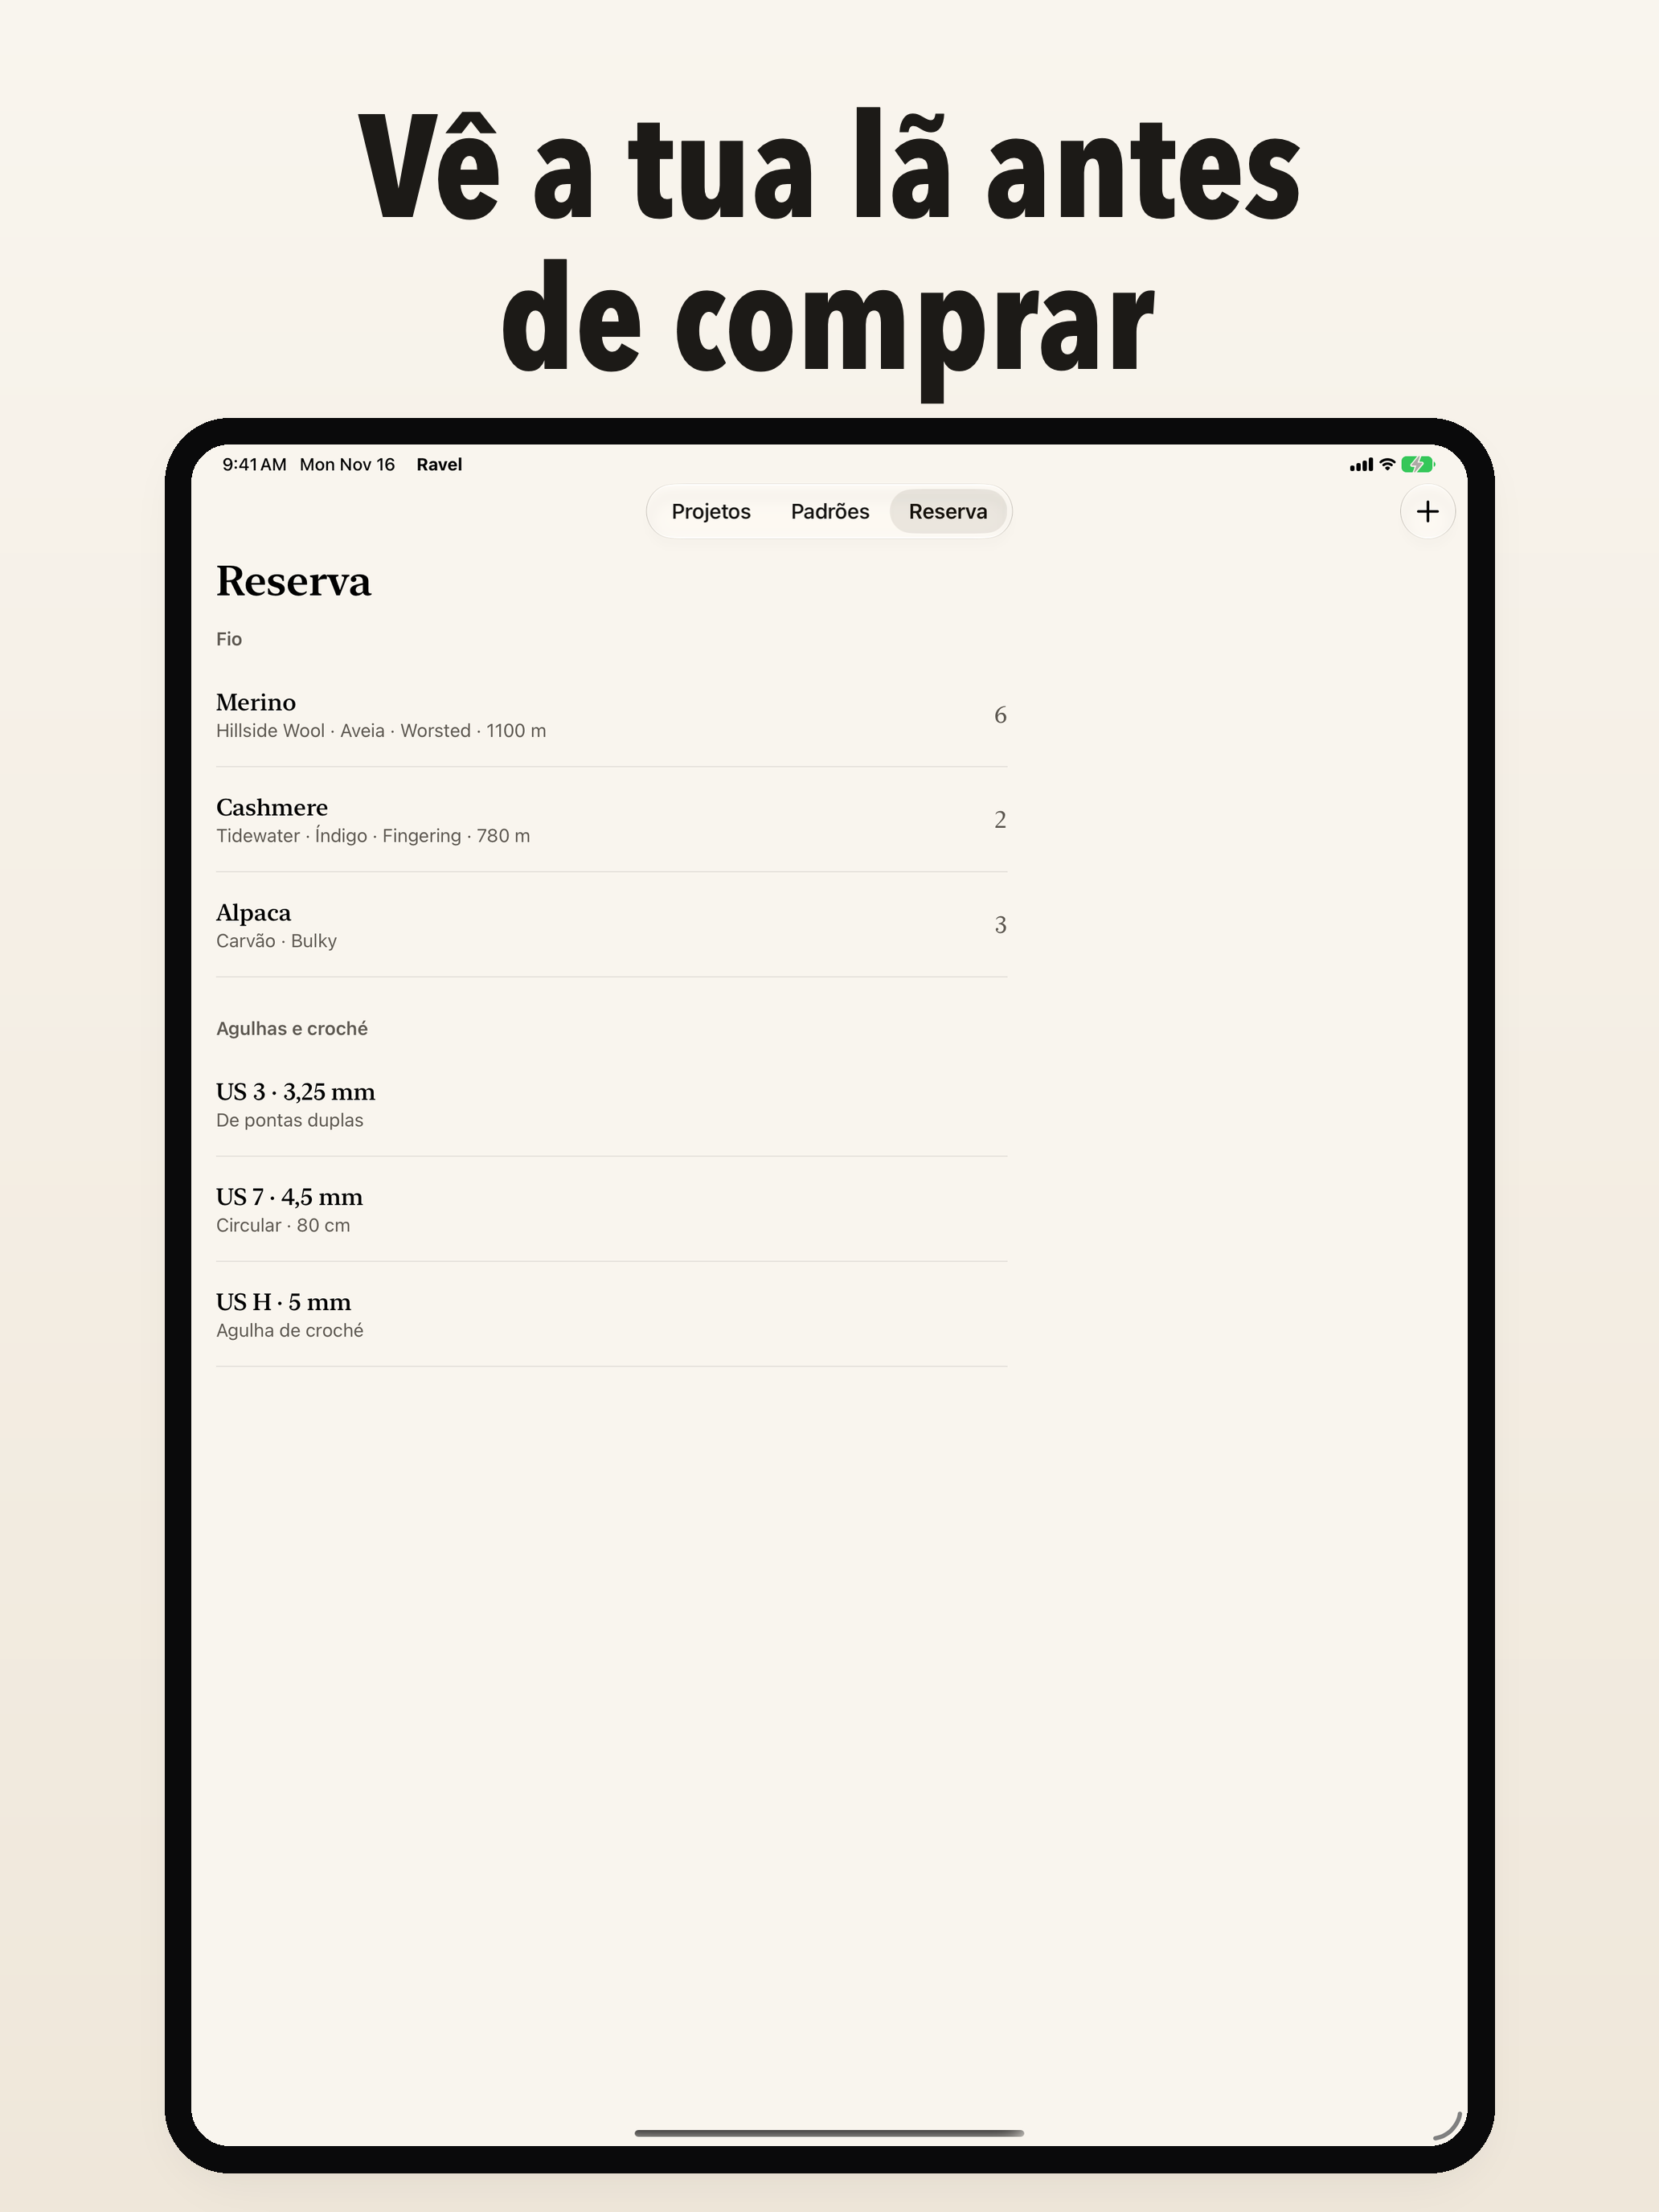 Vê a tua lã antes
de comprar
9:41 AM Mon Nov 16 Ravel
Projetos Padrões Reserva
Reserva
Fio
Merino
6
Hillside Wool · Aveia · Worsted · 1100 m
Cashmere
2
Tidewater · Índigo · Fingering · 780 m
Alpaca
3
Carvão · Bulky
Agulhas e croché
US 3 · 3,25 mm
De pontas duplas
US 7 · 4,5 mm
Circular · 80 cm
US H · 5 mm
Agulha de croché